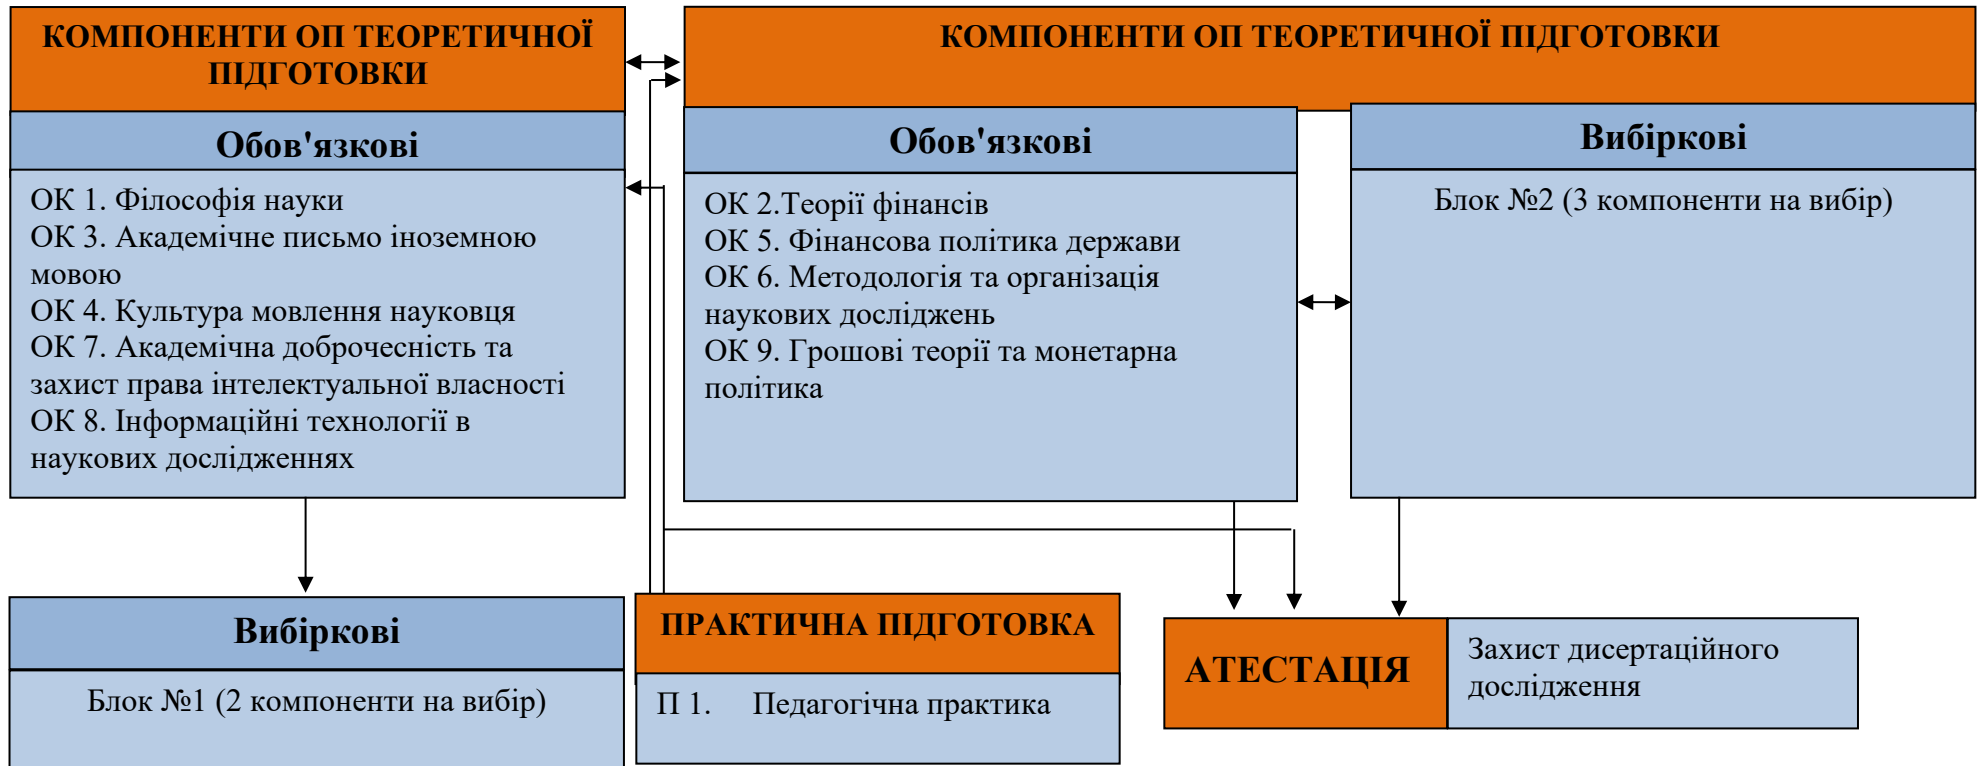 КОМПОНЕНТИ ОП ТЕОРЕТИЧНОЇ
ПІДГОТОВКИ
Обов'язкові
ОК 1. Філософія науки
ОК 3. Академічне письмо іноземною
мовою
ОК 4. Культура мовлення науковця
ОК 7. Академічна доброчесність та
захист права інтелектуальної власності
ОК 8. Інформаційні технології в
наукових дослідженнях
Вибіркові
Блок №1 (2 компоненти на вибір)
КОМПОНЕНТИ ОП ТЕОРЕТИЧНОЇ ПІДГОТОВКИ
Обов'язкові
ОК 2.Теорії фінансів
ОК 5. Фінансова політика держави
ОК 6. Методологія та організація
наукових досліджень
ОК 9. Грошові теорії та монетарна
політика
Вибіркові
Блок №2 (3 компоненти на вибір)
ПРАКТИЧНА ПІДГОТОВКА
П 1. Педагогічна практика
АТЕСТАЦІЯ
Захист дисертаційного
дослідження